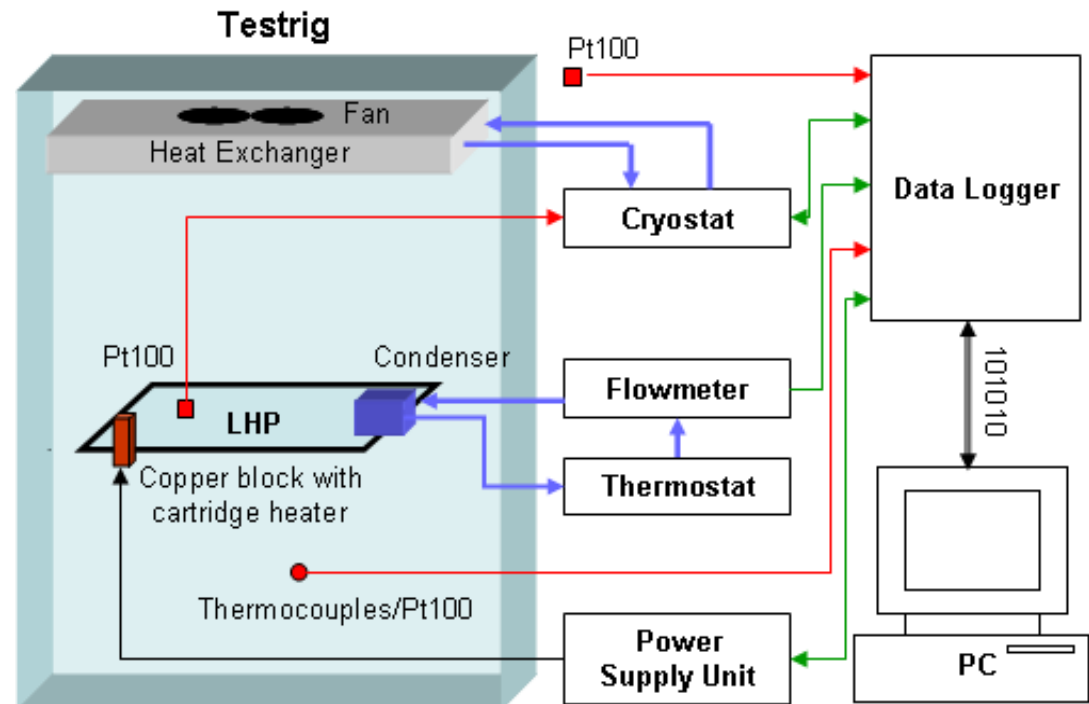 Testrig
Pt100
Fan
Heat Exchanger
Cryostat
Data Logger
Pt100
Condenser
LHP
Flowmeter
Copper block with
cartridge heater
Thermostat
101010
Thermocouples/Pt100
Power
Supply Unit
PC